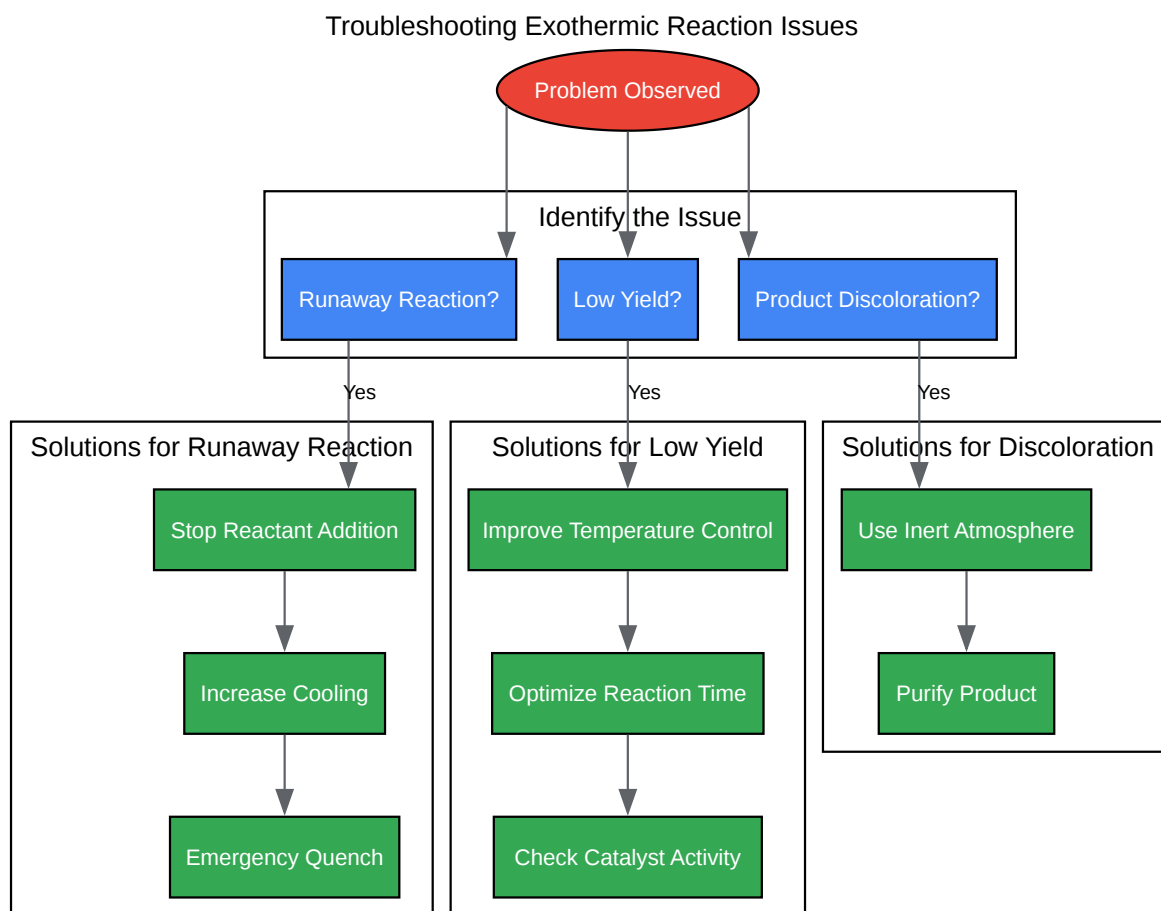 Troubleshooting Exothermic Reaction Issues
Problem Observed
Identify the Issue
Runaway Reaction?
Low Yield?
Product Discoloration?
Yes
Yes
Yes
Solutions for Runaway Reaction
Solutions for Low Yield
Solutions for Discoloration
Stop Reactant Addition
Improve Temperature Control
Use Inert Atmosphere
Increase Cooling
Optimize Reaction Time
Purify Product
Emergency Quench
Check Catalyst Activity